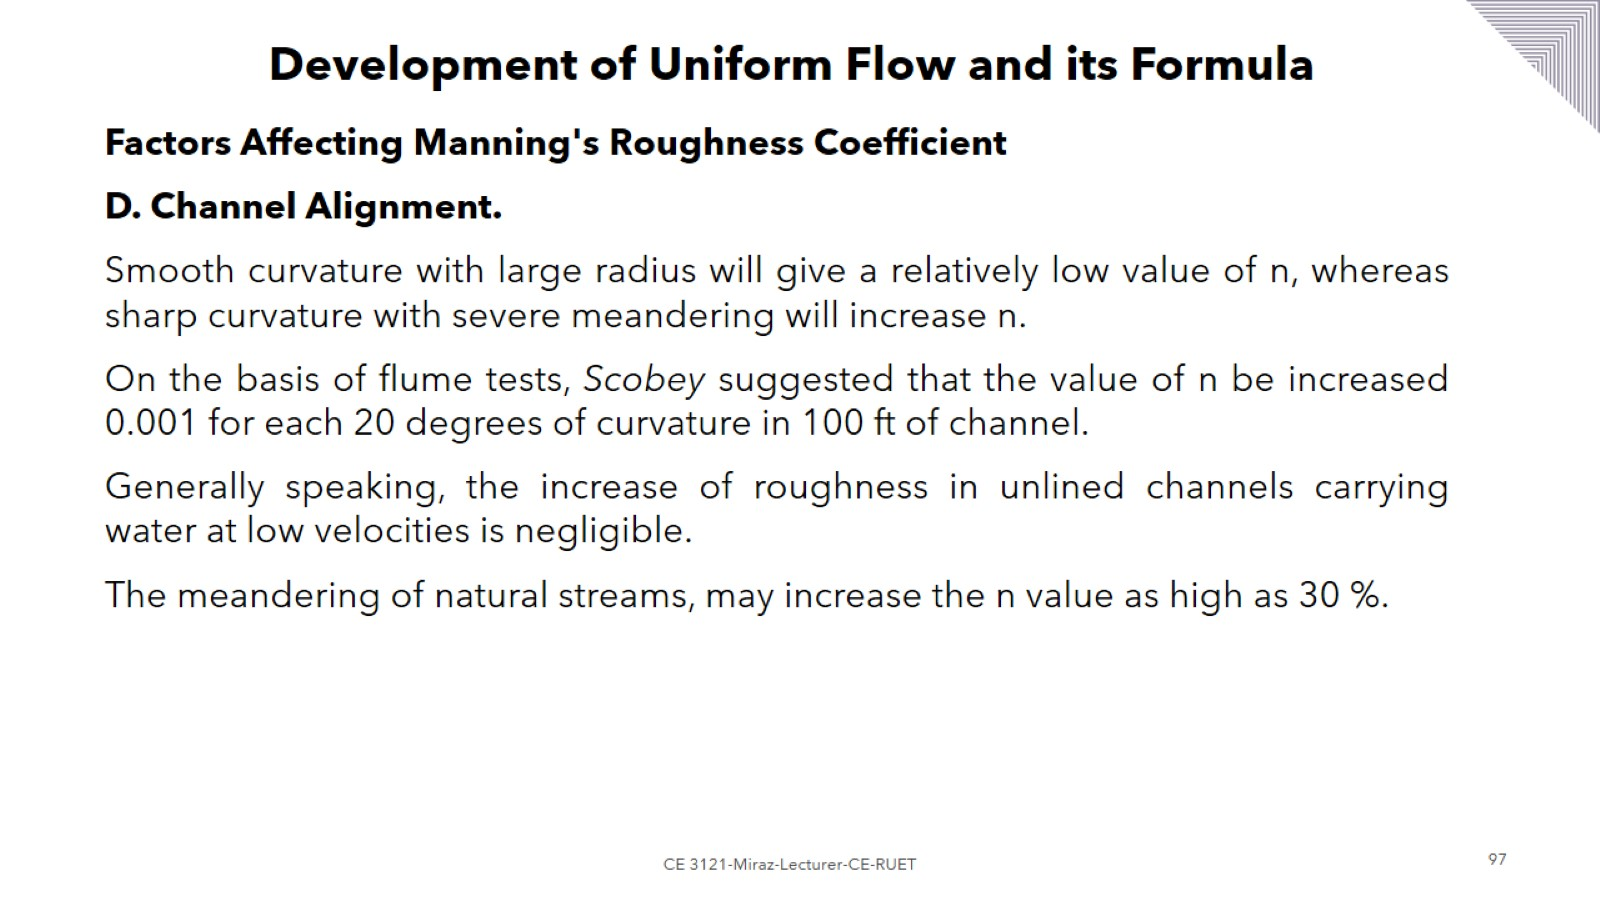 Development of Uniform Flow and its Formula
Factors Affecting Manning's Roughness Coefficient
D. Channel Alignment.
Smooth curvature with large radius will give a relatively low value of n, whereas
sharp curvature with severe meandering will increase n.
On the basis of flume tests, Scobey suggested that the value of n be increased
0.001 for each 20 degrees of curvature in 100 ft of channel.
Generally speaking, the increase of roughness in unlined channels carrying
water at low velocities is negligible.
The meandering of natural streams, may increase the n value as high as 30 %.
CE 3121-Miraz-Lecturer-CE-RUET
97